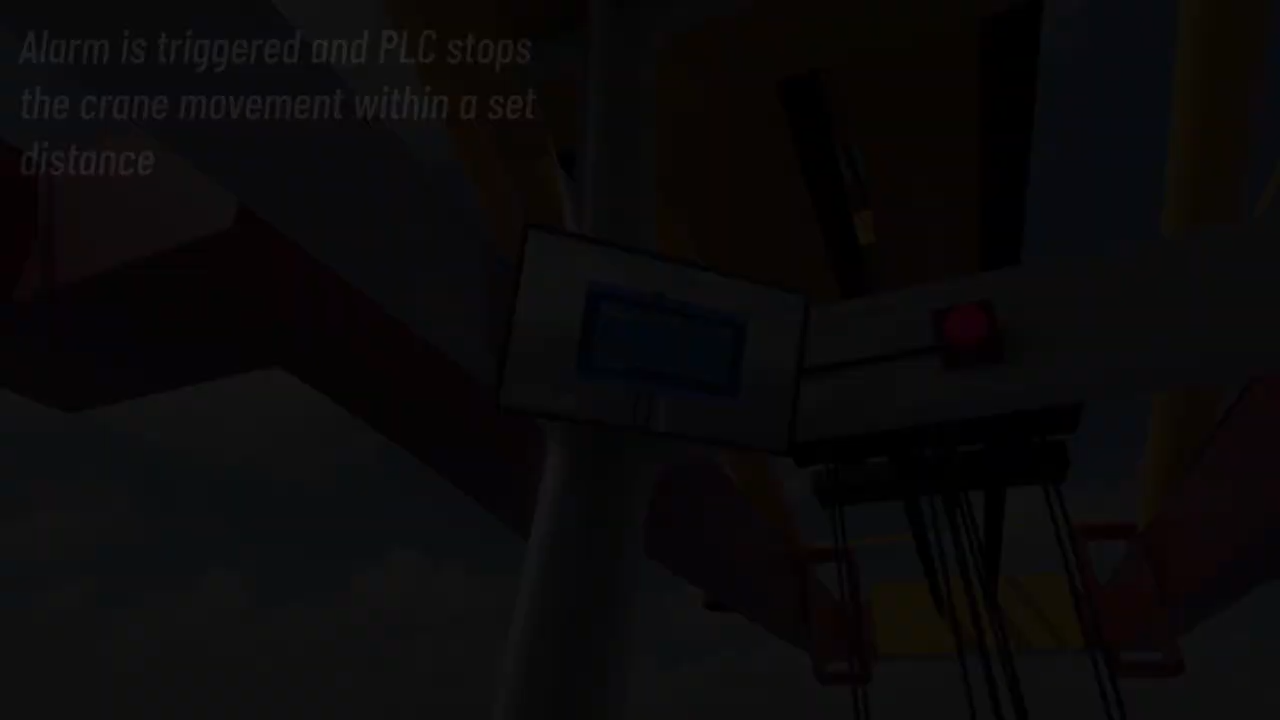 Alarm is triggered and PLC stops
the crane movement within a set
distance